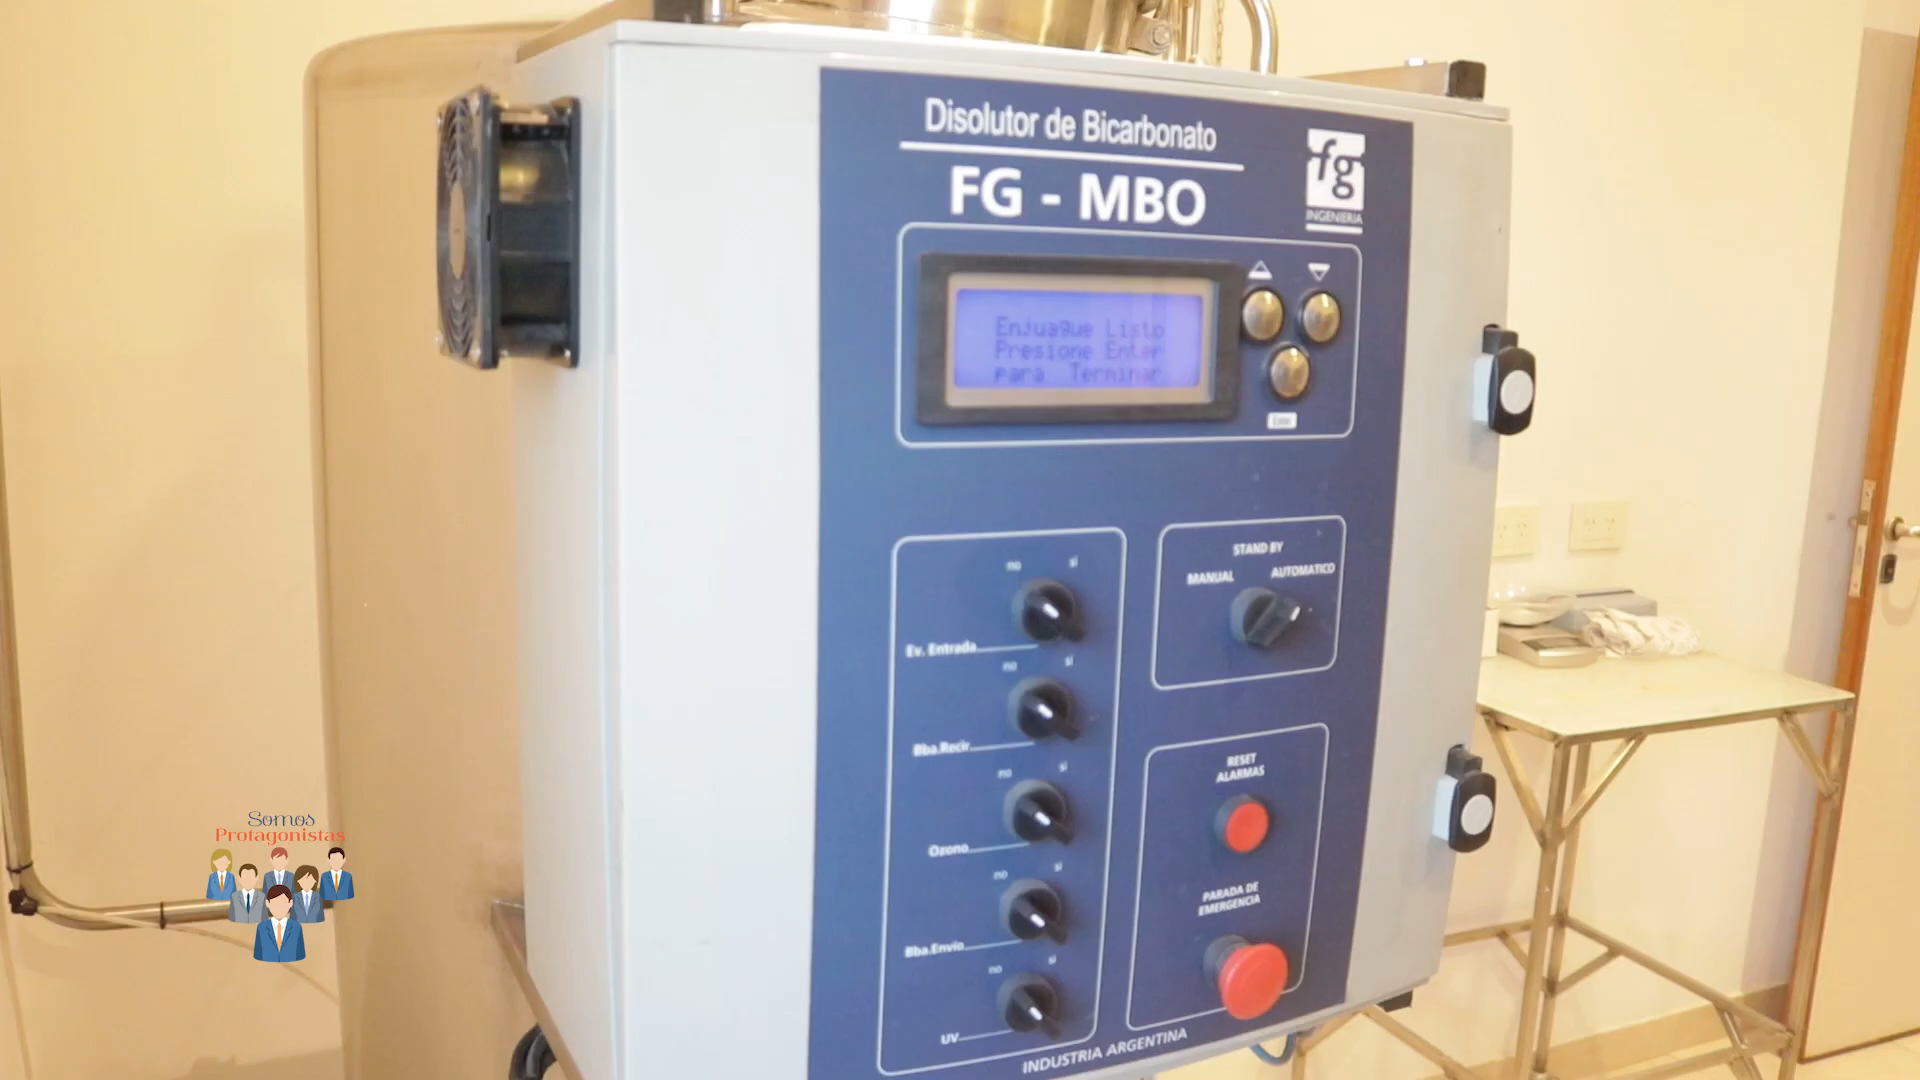 Disolutor de Bicarbonato
FG - MBO
fg
INGENIERIA
Enjuague Listo
Presione Enter
para Terminar
Enter
no si
Ev. Entrada
no si
Bba.Recir
no si
Ozono
no si
Bba.Envio
no si
UV
STAND BY
MANUAL AUTOMATICO
RESET
ALARMAS
PARADA DE
EMERGENCIA
INDUSTRIA ARGENTINA
Somos
Protagonistas